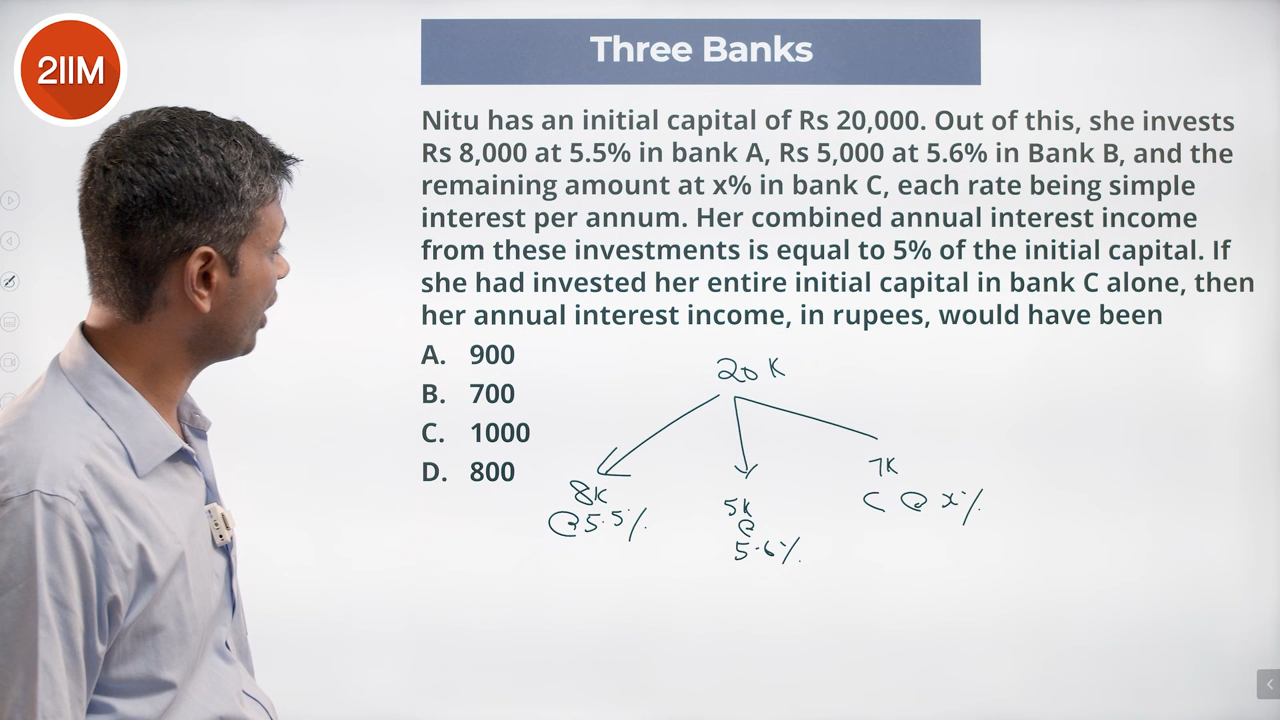 2IIM
Three Banks
Nitu has an initial capital of Rs 20,000. Out of this, she invests
Rs 8,000 at 5.5% in bank A, Rs 5,000 at 5.6% in Bank B, and the
remaining amount at x% in bank C, each rate being simple
interest per annum. Her combined annual interest income
from these investments is equal to 5% of the initial capital. If
she had invested her entire initial capital in bank C alone, then
her annual interest income, in rupees, would have been
A. 900
B. 700
C. 1000
D. 800
20 K
8K
@5.5%
5K
@
5.6%
7K
C @ x%